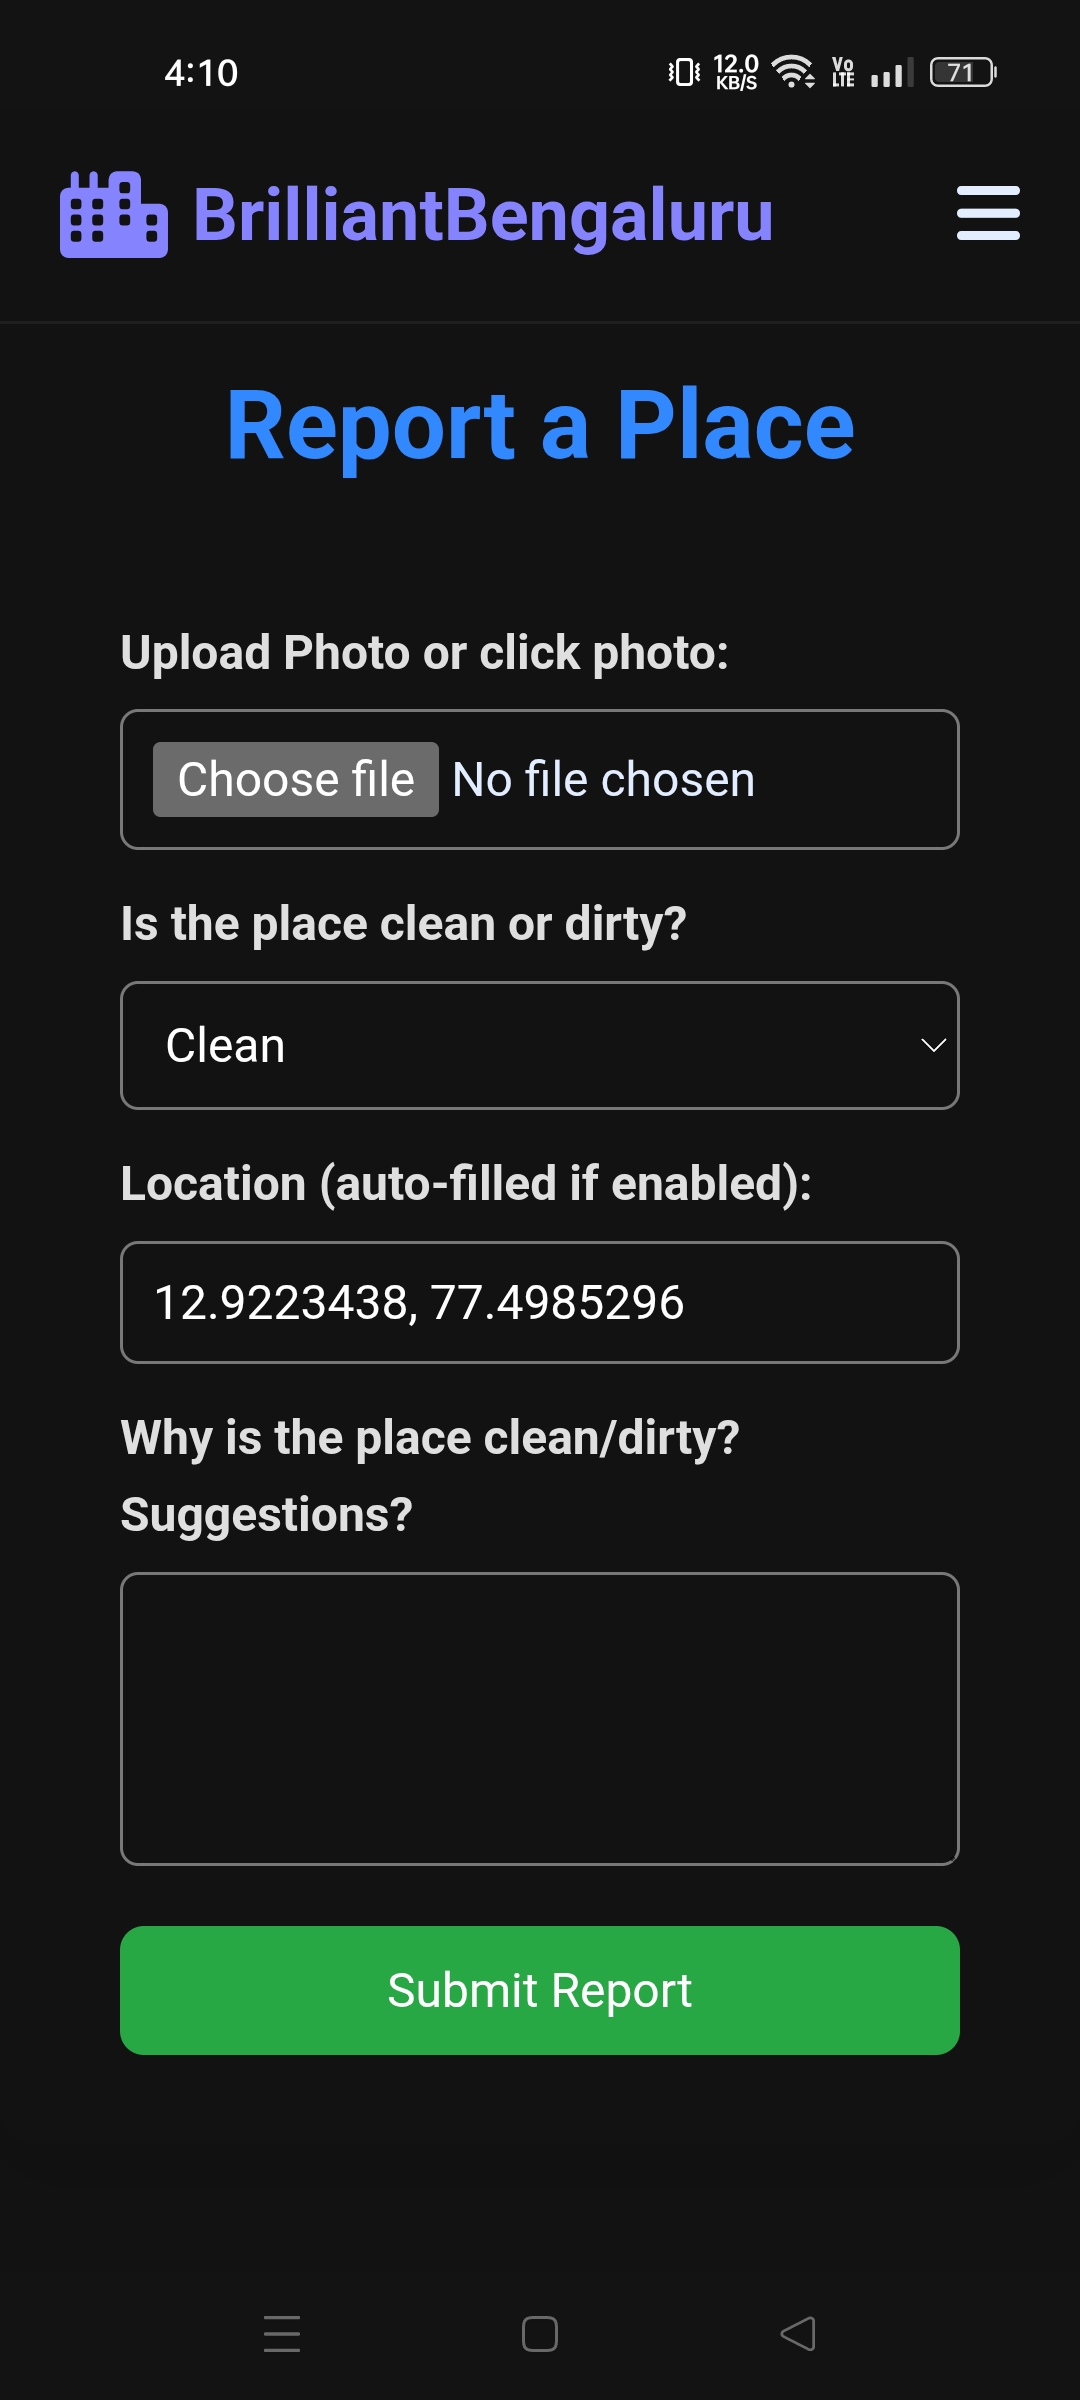 4:10
12.0
KB/S
Vo
LTE
71
BrilliantBengaluru
Report a Place
Upload Photo or click photo:
Choose file No file chosen
Is the place clean or dirty?
Clean
Location (auto-filled if enabled):
12.9223438, 77.4985296
Why is the place clean/dirty?
Suggestions?
Submit Report